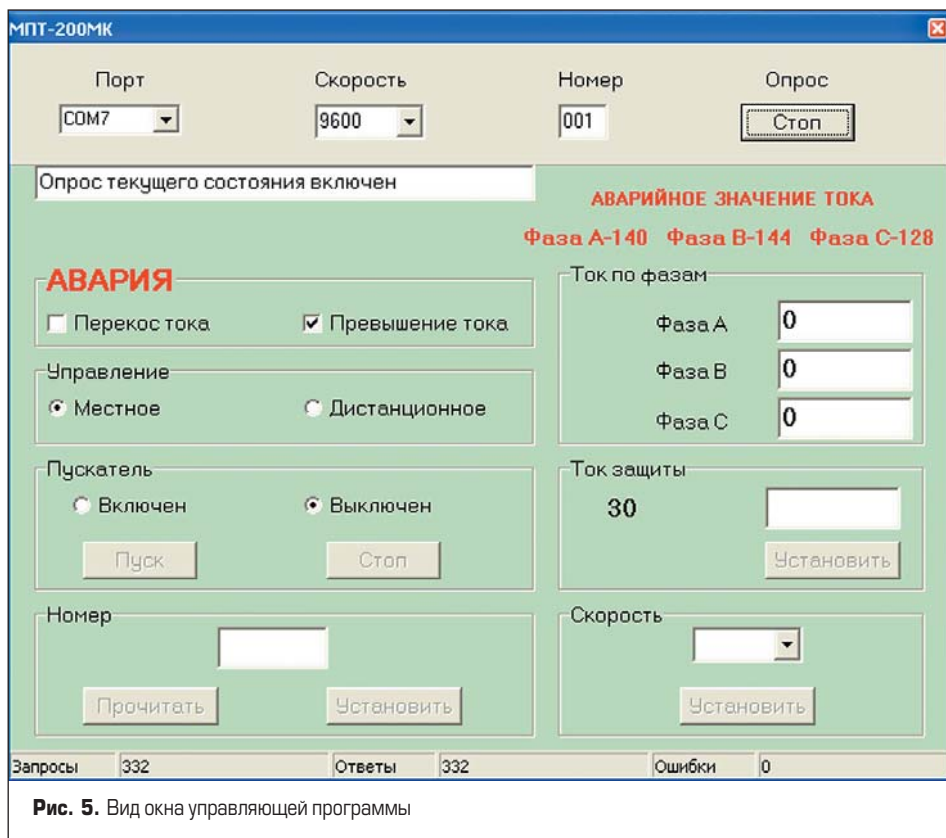 МПТ-200МК
Порт Скорость Номер Опрос
COM7 9600 001 Стоп
Опрос текущего состояния включен
АВАРИЙНОЕ ЗНАЧЕНИЕ ТОКА
Фаза А-140 Фаза В-144 Фаза С-128
АВАРИЯ
Перекос тока Превышение тока
Ток по фазам
Фаза А 0
Фаза В 0
Фаза С 0
Управление
Местное Дистанционное
Пускатель
Включен Выключен
Пуск Стоп
Ток защиты
30
Установить
Номер
Прочитать Установить
Скорость
Установить
Запросы 332 Ответы 332 Ошибки 0
Рис. 5. Вид окна управляющей программы